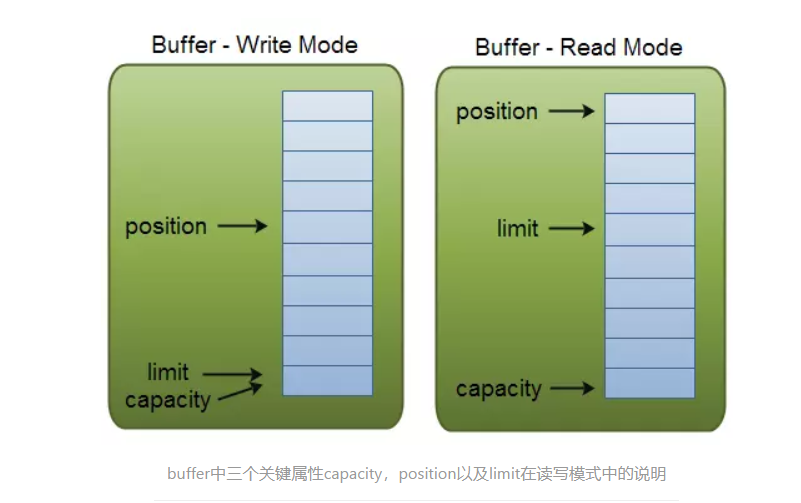 Buffer - Write Mode
position
limit
capacity
Buffer - Read Mode
position
limit
capacity
buffer中三个关键属性capacity，position以及limit在读写模式中的说明